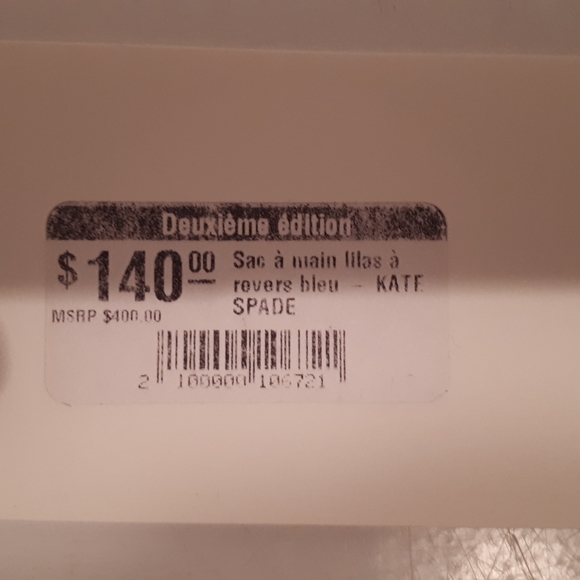 Deuxième édition
$140.00
Sac à main lilas à
revers bleu - KATE
SPADE
MSRP $400.00
2 100000 106721